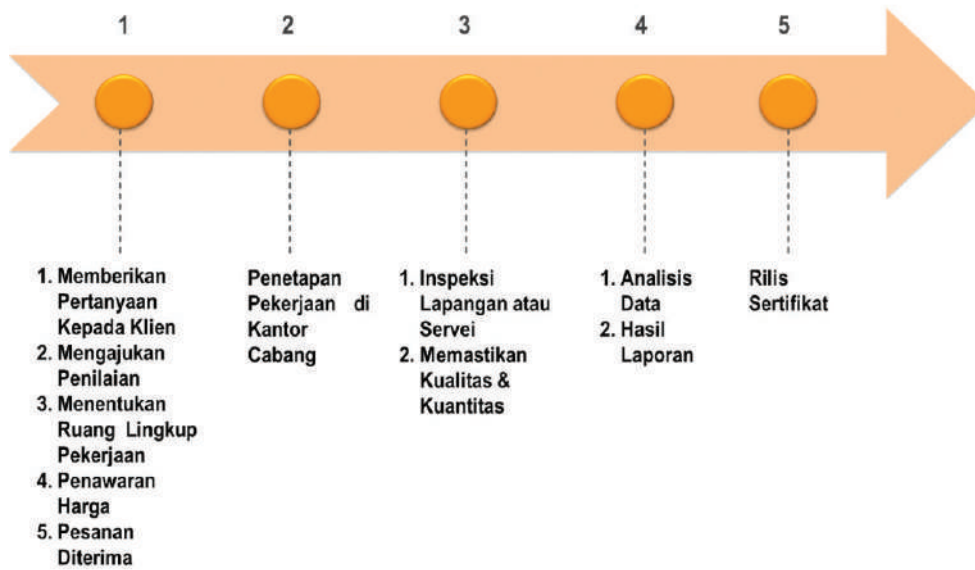 1
2
3
4
5
1. Memberikan
Pertanyaan
Kepada Klien
2. Mengajukan
Penilaian
3. Menentukan
Ruang Lingkup
Pekerjaan
4. Penawaran
Harga
5. Pesanan
Diterima
Penetapan
Pekerjaan di
Kantor
Cabang
1. Inspeksi
Lapangan atau
Servei
2. Memastikan
Kualitas &
Kuantitas
1. Analisis
Data
2. Hasil
Laporan
Rilis
Sertifikat